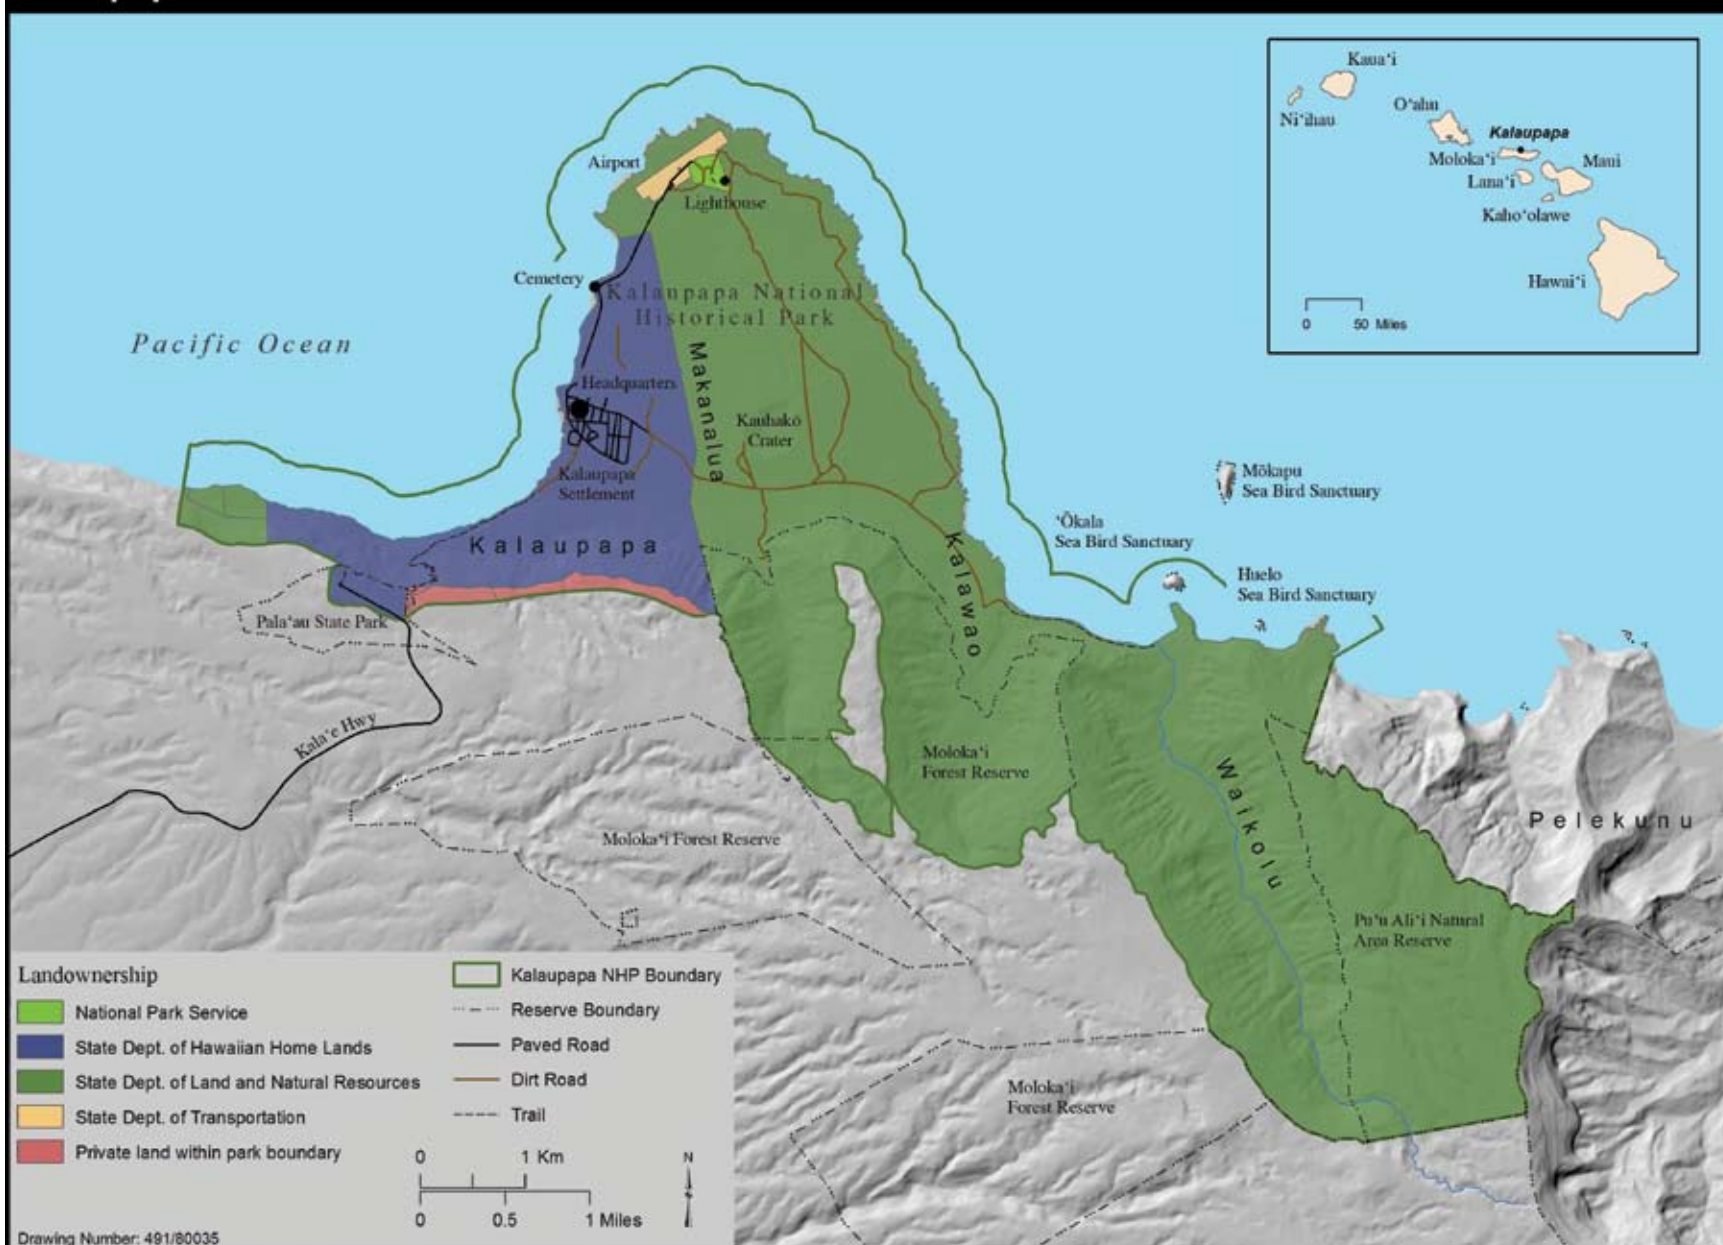 Kaua‘i
Ni‘ihau
O‘ahu
Kalaupapa
Moloka‘i
Maui
Lana‘i
Kaho‘olawe
Hawai‘i
0 50 Miles
Airport
Lighthouse
Cemetery
Kalaupapa National
Historical Park
Pacific Ocean
Makanalua
Headquarters
Kauhakō
Crater
Kalaupapa
Settlement
Mōkapu
Sea Bird Sanctuary
‘Ōkala
Sea Bird Sanctuary
Huelo
Sea Bird Sanctuary
Kalaupapa
Kalawao
Pala‘au State Park
Kala‘e Hwy
Moloka‘i
Forest Reserve
Waikolu
Pelekunu
Moloka‘i Forest Reserve
Pu‘u Ali‘i Natural
Area Reserve
Moloka‘i
Forest Reserve
Landownership
National Park Service
State Dept. of Hawaiian Home Lands
State Dept. of Land and Natural Resources
State Dept. of Transportation
Private land within park boundary
Kalaupapa NHP Boundary
Reserve Boundary
Paved Road
Dirt Road
Trail
0 1 Km
0 0.5 1 Miles
N
Drawing Number: 491/80035